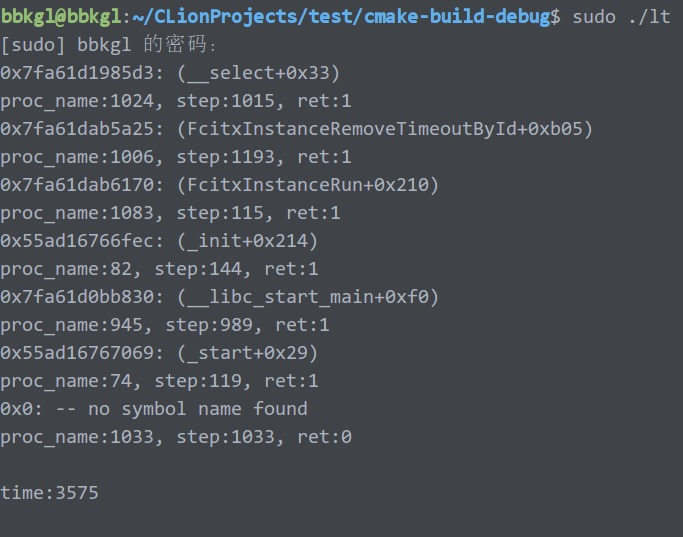 bbkgl@bbkgl:~/CLionProjects/test/cmake-build-debug$ sudo ./lt
[sudo] bbkgl 的密码:
0x7fa61d1985d3: (__select+0x33)
proc_name:1024, step:1015, ret:1
0x7fa61dab5a25: (FcitxInstanceRemoveTimeoutById+0xb05)
proc_name:1006, step:1193, ret:1
0x7fa61dab6170: (FcitxInstanceRun+0x210)
proc_name:1083, step:115, ret:1
0x55ad16766fec: (_init+0x214)
proc_name:82, step:144, ret:1
0x7fa61d0bb830: (__libc_start_main+0xf0)
proc_name:945, step:989, ret:1
0x55ad16767069: (_start+0x29)
proc_name:74, step:119, ret:1
0x0: -- no symbol name found
proc_name:1033, step:1033, ret:0
time:3575